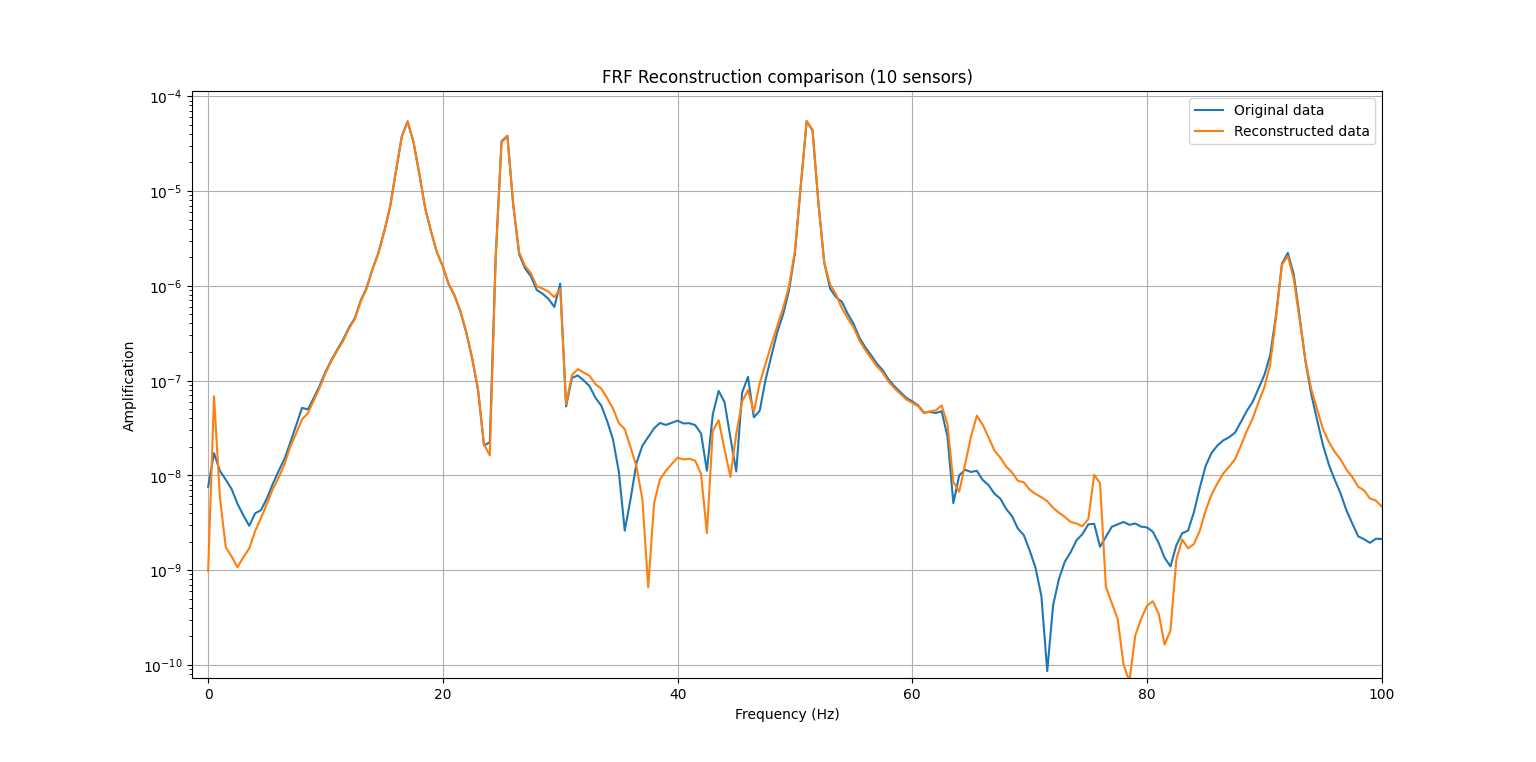 FRF Reconstruction comparison (10 sensors)
Original data
Reconstructed data
Amplification
10⁻⁴
10⁻⁵
10⁻⁶
10⁻⁷
10⁻⁸
10⁻⁹
10⁻¹⁰
0 20 40 60 80 100
Frequency (Hz)